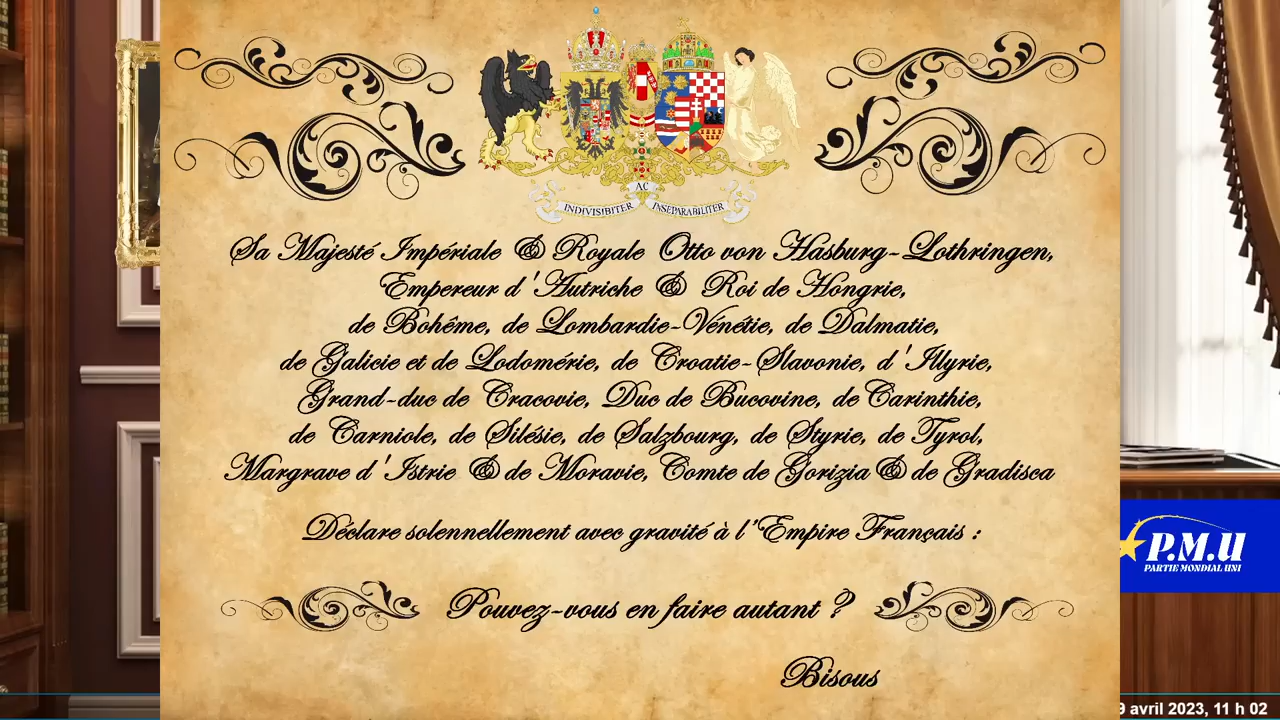 AC
INDIVISIBITER INSEPARABILITER
Sa Majesté Impériale & Royale Otto von Hasburg-Lothringen,
Empereur d'Autriche & Roi de Hongrie,
de Bohême, de Lombardie-Vénétie, de Dalmatie,
de Galicie et de Lodomérie, de Croatie-Slavonie, d'Illyrie,
Grand-duc de Cracovie, Duc de Bucovine, de Carinthie,
de Carniole, de Silésie, de Salzbourg, de Styrie, de Tyrol,
Margrave d'Istrie & de Moravie, Comte de Gorizia & de Gradisca
Déclare solennellement avec gravité à l'Empire Français :
Pouvez-vous en faire autant ?
Bisous
P.M.U
PARTIE MONDIAL UNI
9 avril 2023, 11 h 02